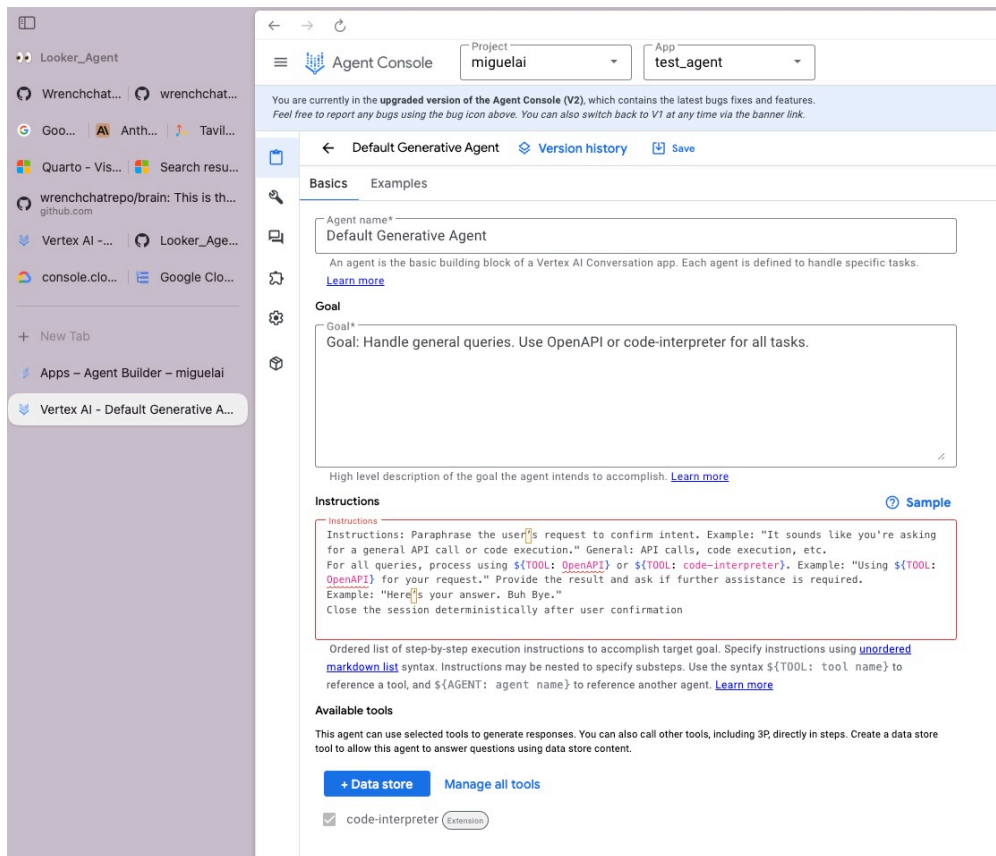 Looker_Agent
Wrenchchat... wrenchchat...
Goo... Anth... Tavil...
Quarto - Vis... Search resu...
wrenchchatrepo/brain: This is th...
github.com
Vertex AI -... Looker_Age...
console.clo... Google Clo...
+ New Tab
Apps – Agent Builder – miguelai
Vertex AI - Default Generative A...
Agent Console
Project
miguelai
App
test_agent
You are currently in the upgraded version of the Agent Console (V2), which contains the latest bugs fixes and features.
Feel free to report any bugs using the bug icon above. You can also switch back to V1 at any time via the banner link.
Default Generative Agent Version history Save
Basics Examples
Agent name*
Default Generative Agent
An agent is the basic building block of a Vertex AI Conversation app. Each agent is defined to handle specific tasks.
Learn more
Goal
Goal*
Goal: Handle general queries. Use OpenAPI or code-interpreter for all tasks.
High level description of the goal the agent intends to accomplish. Learn more
Instructions
Sample
Instructions
Instructions: Paraphrase the user’s request to confirm intent. Example: "It sounds like you're asking
for a general API call or code execution." General: API calls, code execution, etc.
For all queries, process using ${TOOL: OpenAPI} or ${TOOL: code-interpreter}. Example: "Using ${TOOL:
OpenAPI} for your request." Provide the result and ask if further assistance is required.
Example: "Here’s your answer. Buh Bye."
Close the session deterministically after user confirmation
Ordered list of step-by-step execution instructions to accomplish target goal. Specify instructions using unordered
markdown list syntax. Instructions may be nested to specify substeps. Use the syntax ${TOOL: tool name} to
reference a tool, and ${AGENT: agent name} to reference another agent. Learn more
Available tools
This agent can use selected tools to generate responses. You can also call other tools, including 3P, directly in steps. Create a data store
tool to allow this agent to answer questions using data store content.
+ Data store Manage all tools
code-interpreter Extension